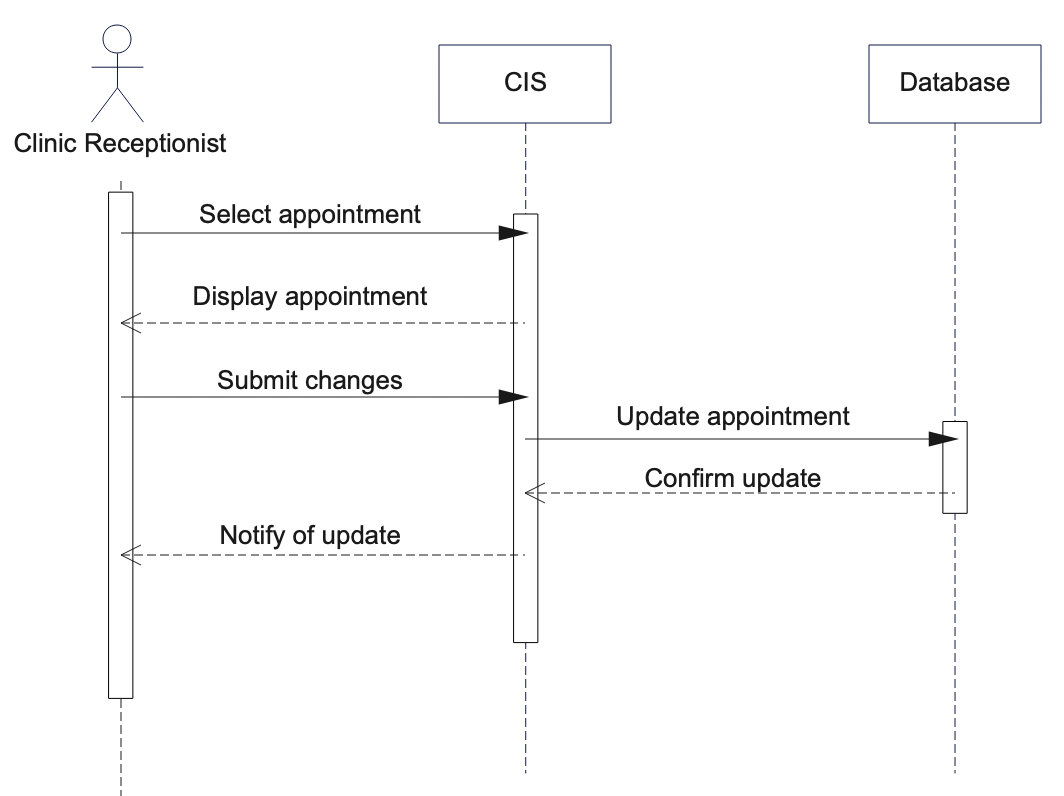 CIS
Database
Clinic Receptionist
Select appointment
Display appointment
Submit changes
Update appointment
Confirm update
Notify of update